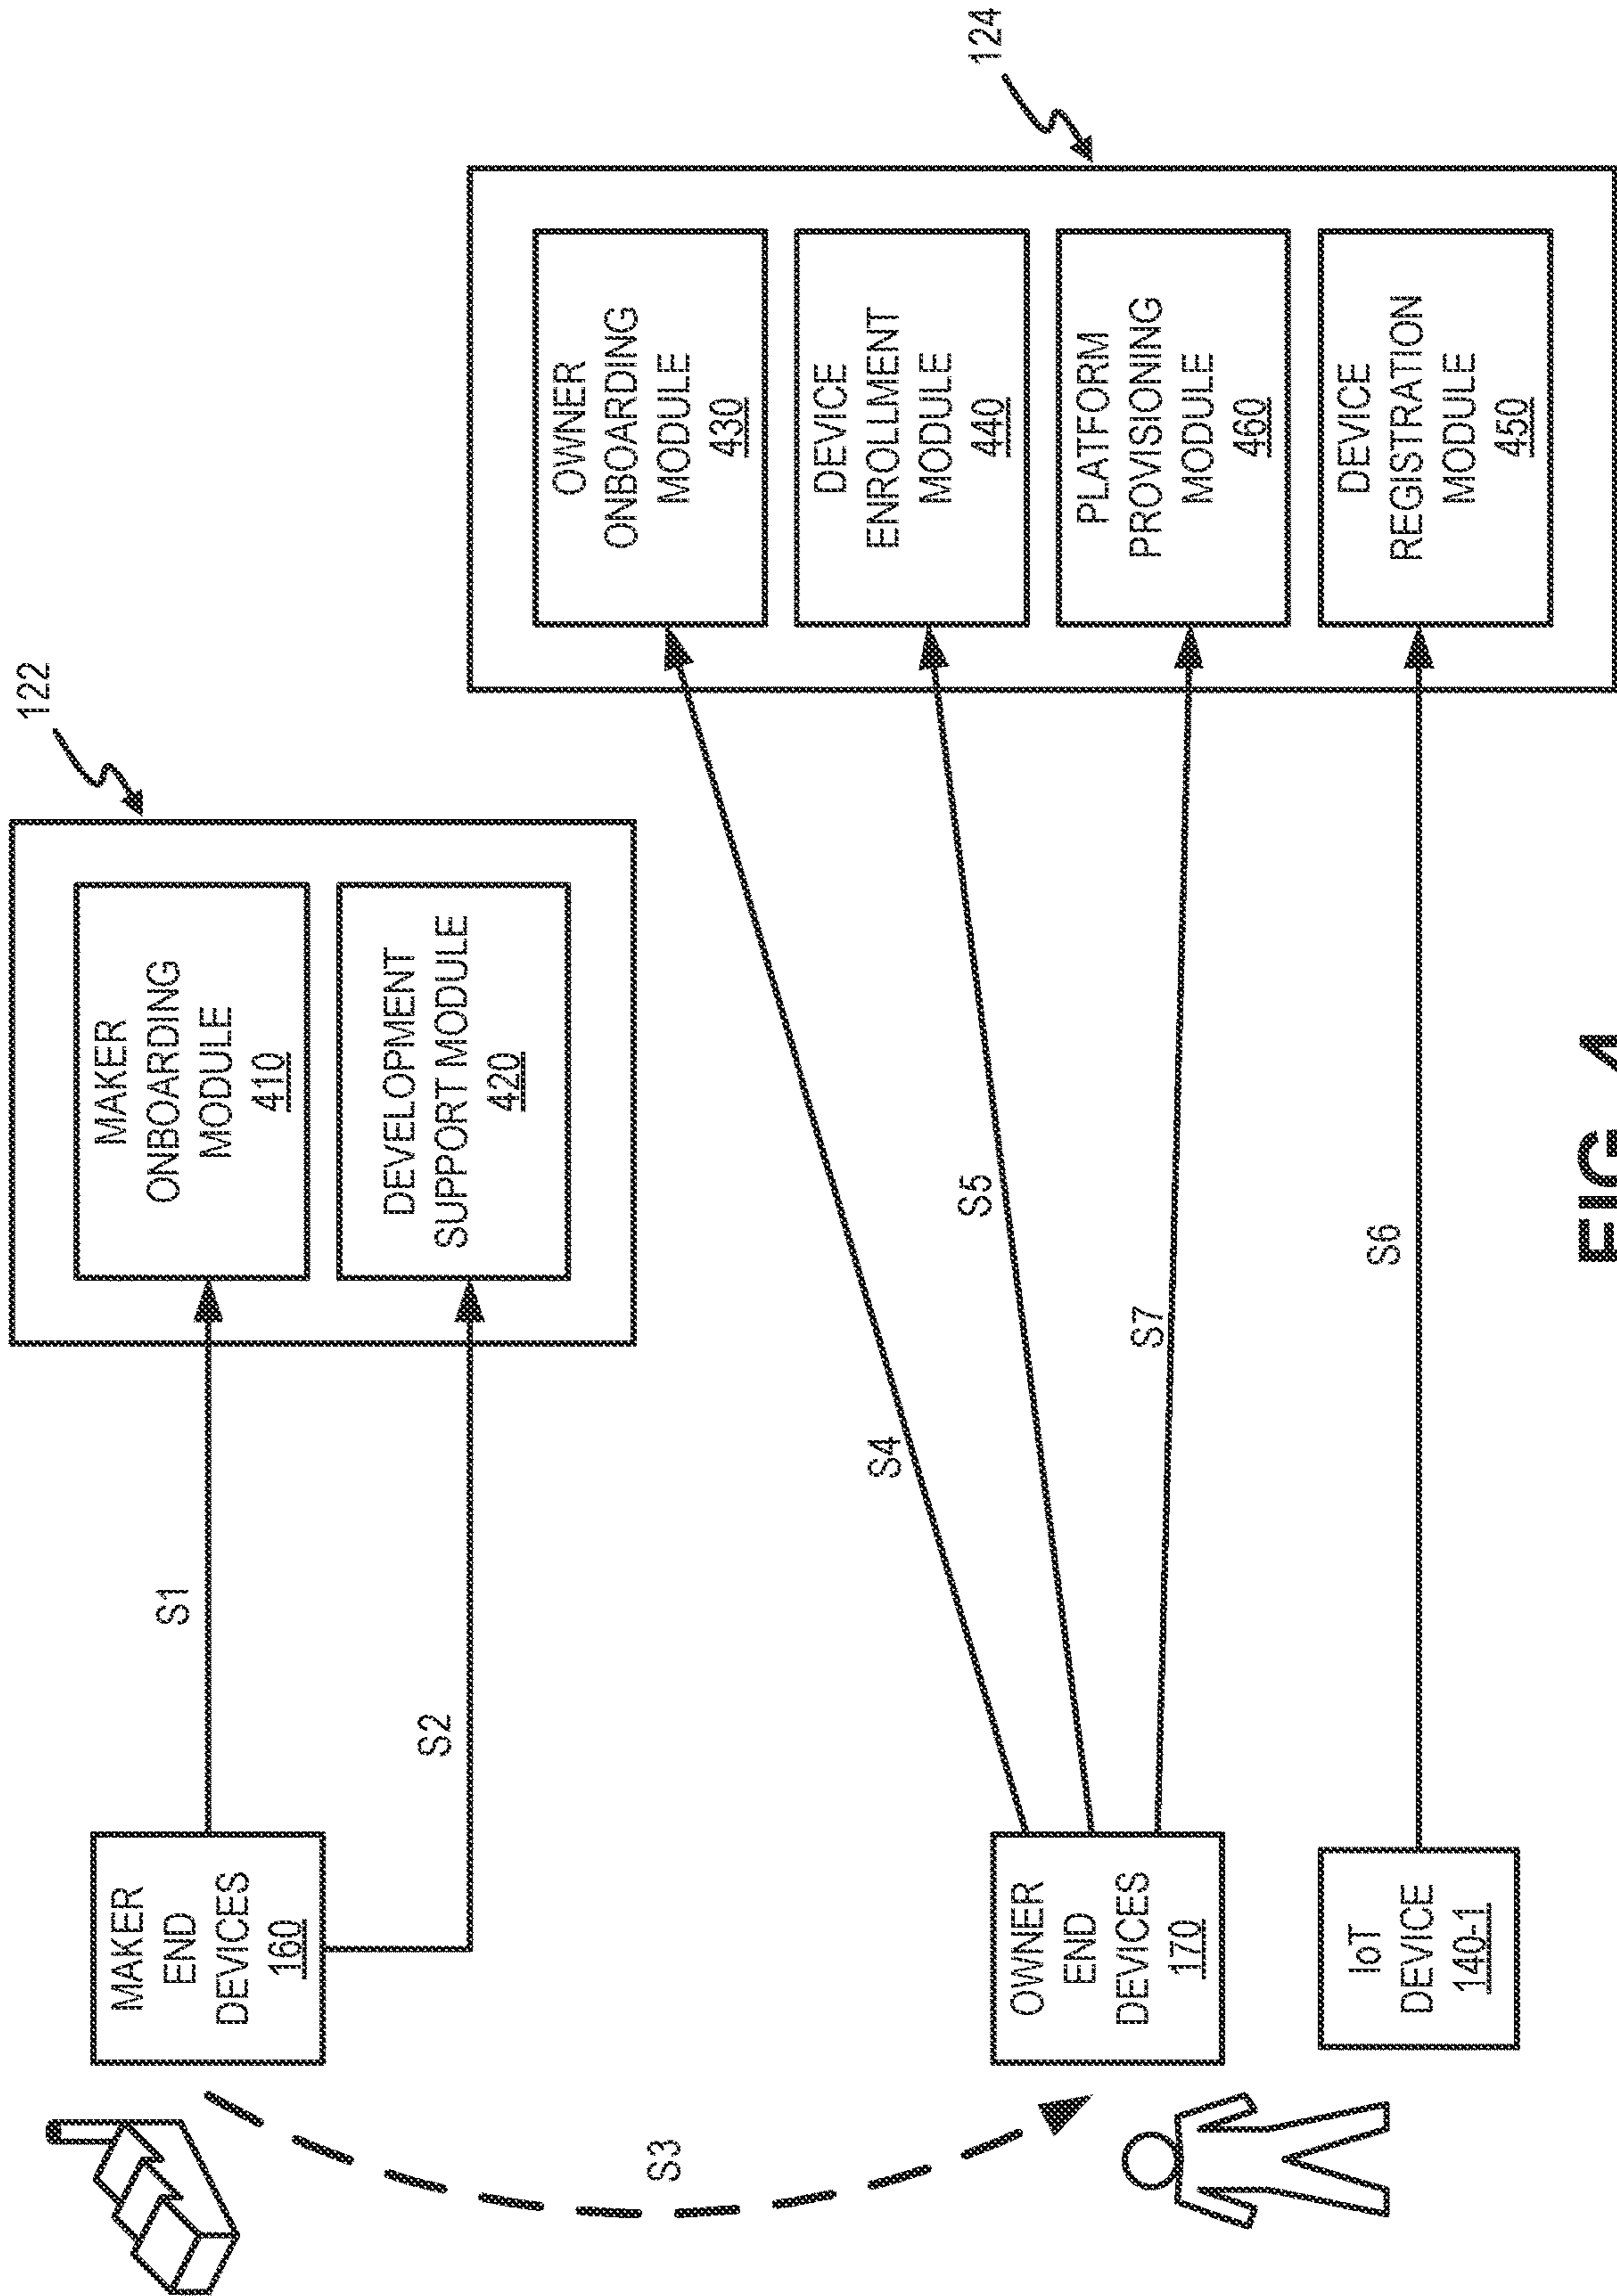 122
MAKER
ONBOARDING
MODULE
410
DEVELOPMENT
SUPPORT MODULE
420
MAKER
END
DEVICES
160
S1
S2
S3
124
OWNER
ONBOARDING
MODULE
430
DEVICE
ENROLLMENT
MODULE
440
PLATFORM
PROVISIONING
MODULE
460
DEVICE
REGISTRATION
MODULE
450
S4
S5
S7
S6
OWNER
END
DEVICES
170
IoT
DEVICE
140-1
FIG. 4